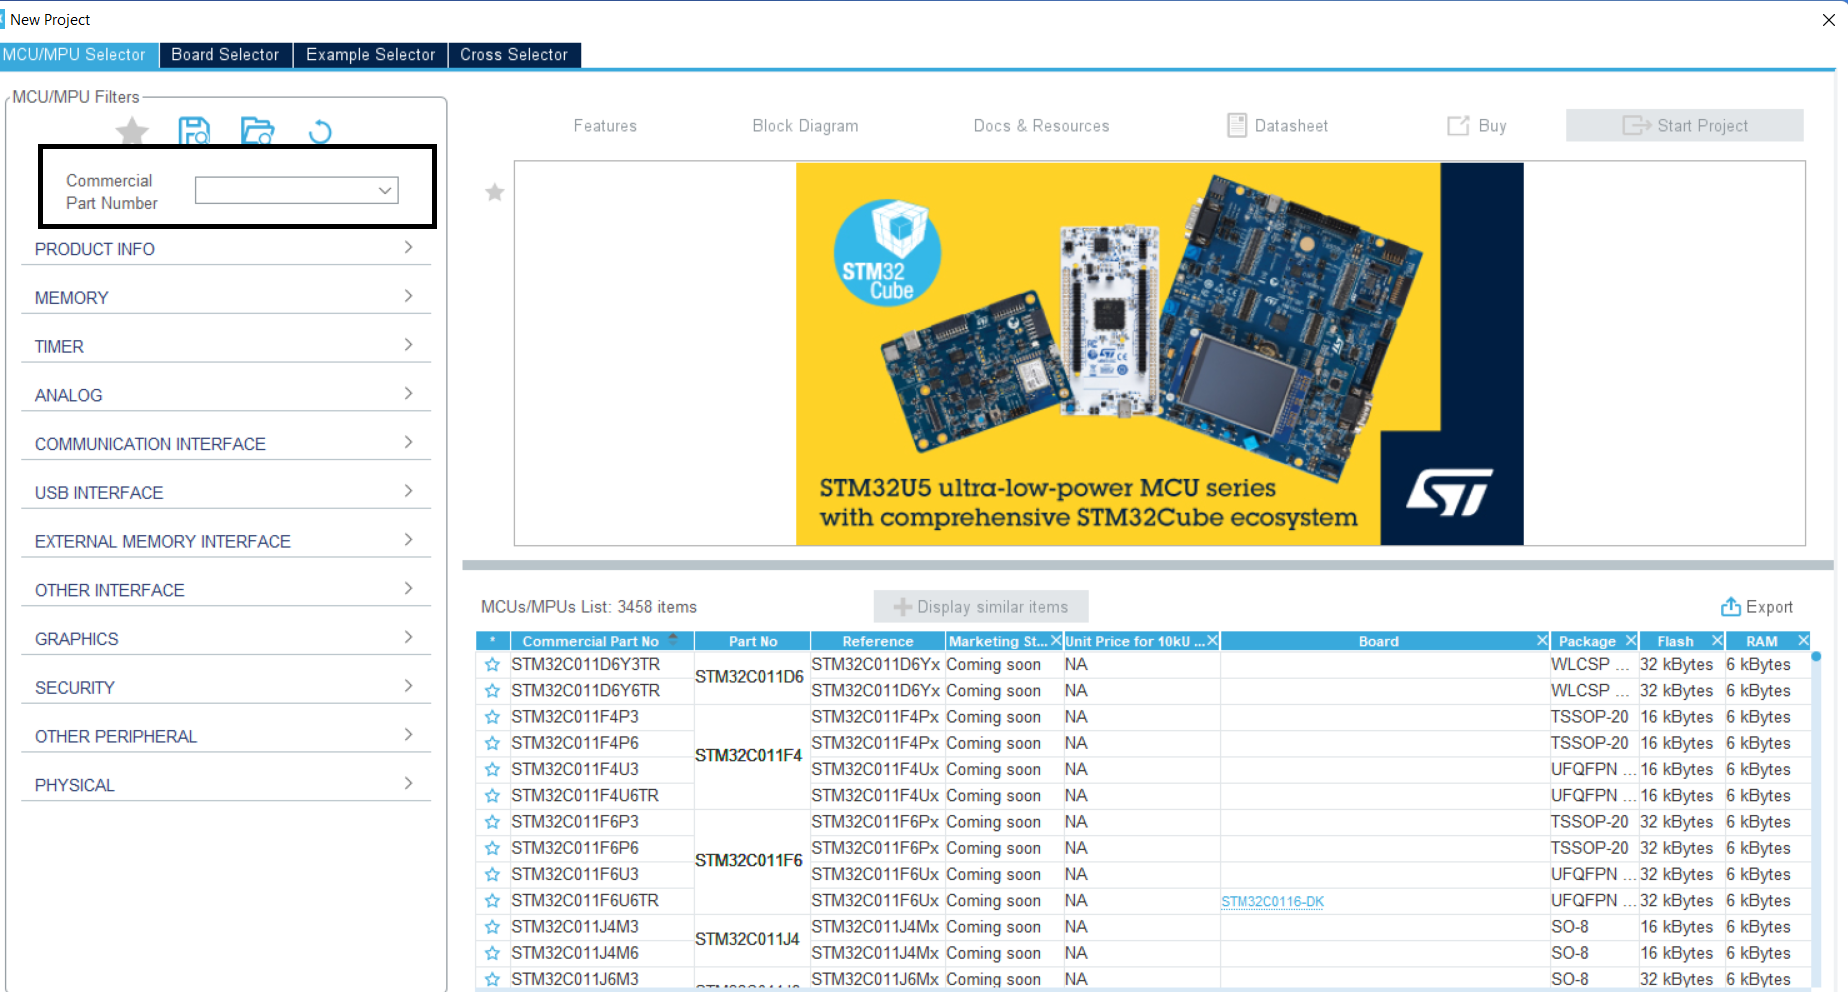 New Project
MCU/MPU Selector Board Selector Example Selector Cross Selector
MCU/MPU Filters
Commercial
Part Number
PRODUCT INFO
MEMORY
TIMER
ANALOG
COMMUNICATION INTERFACE
USB INTERFACE
EXTERNAL MEMORY INTERFACE
OTHER INTERFACE
GRAPHICS
SECURITY
OTHER PERIPHERAL
PHYSICAL
Features Block Diagram Docs & Resources Datasheet Buy Start Project
STM32
Cube
STM32U5 ultra-low-power MCU series
with comprehensive STM32Cube ecosystem
ST
MCUs/MPUs List: 3458 items Display similar items Export
* Commercial Part No Part No Reference Marketing St... Unit Price for 10kU ... Board Package Flash RAM
STM32C011D6Y3TR STM32C011D6 STM32C011D6Yx Coming soon NA WLCSP ... 32 kBytes 6 kBytes
STM32C011D6Y6TR STM32C011D6Yx Coming soon NA WLCSP ... 32 kBytes 6 kBytes
STM32C011F4P3 STM32C011F4 STM32C011F4Px Coming soon NA TSSOP-20 16 kBytes 6 kBytes
STM32C011F4P6 STM32C011F4Px Coming soon NA TSSOP-20 16 kBytes 6 kBytes
STM32C011F4U3 STM32C011F4Ux Coming soon NA UFQFPN ... 16 kBytes 6 kBytes
STM32C011F4U6TR STM32C011F4Ux Coming soon NA UFQFPN ... 16 kBytes 6 kBytes
STM32C011F6P3 STM32C011F6 STM32C011F6Px Coming soon NA TSSOP-20 32 kBytes 6 kBytes
STM32C011F6P6 STM32C011F6Px Coming soon NA TSSOP-20 32 kBytes 6 kBytes
STM32C011F6U3 STM32C011F6Ux Coming soon NA UFQFPN ... 32 kBytes 6 kBytes
STM32C011F6U6TR STM32C011F6Ux Coming soon NA STM32C0116-DK UFQFPN ... 32 kBytes 6 kBytes
STM32C011J4M3 STM32C011J4 STM32C011J4Mx Coming soon NA SO-8 16 kBytes 6 kBytes
STM32C011J4M6 STM32C011J4Mx Coming soon NA SO-8 16 kBytes 6 kBytes
STM32C011J6M3 STM32C011J6Mx Coming soon NA SO-8 32 kBytes 6 kBytes